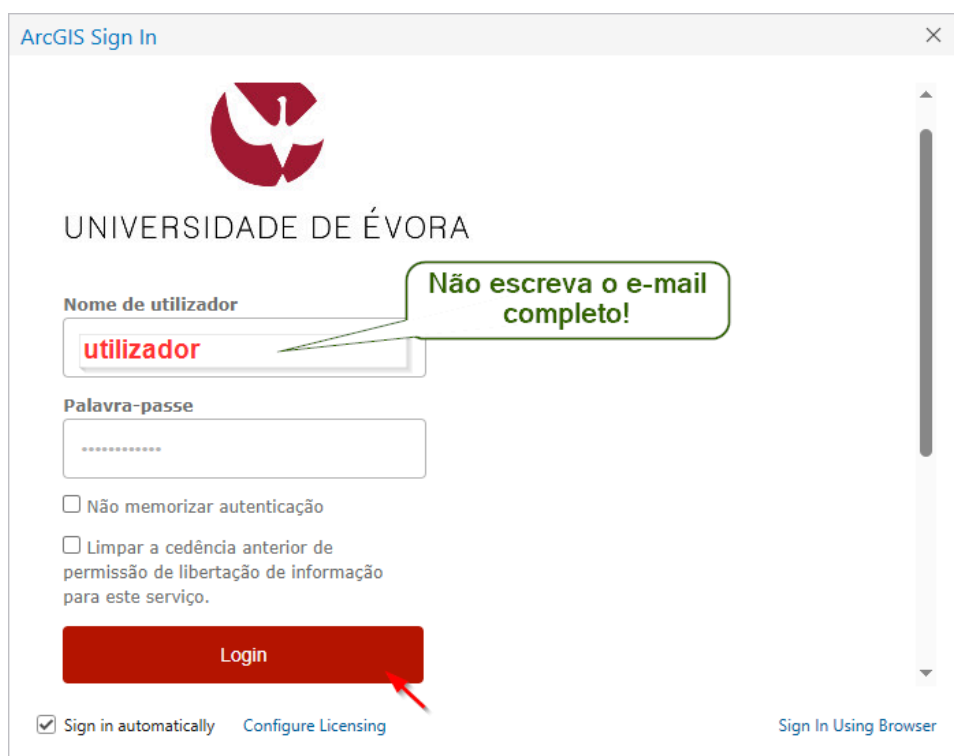 ArcGIS Sign In
UNIVERSIDADE DE ÉVORA
Não escreva o e-mail
completo!
Nome de utilizador
utilizador
Palavra-passe
Não memorizar autenticação
Limpar a cedência anterior de
permissão de libertação de informação
para este serviço.
Login
Sign in automatically Configure Licensing Sign In Using Browser